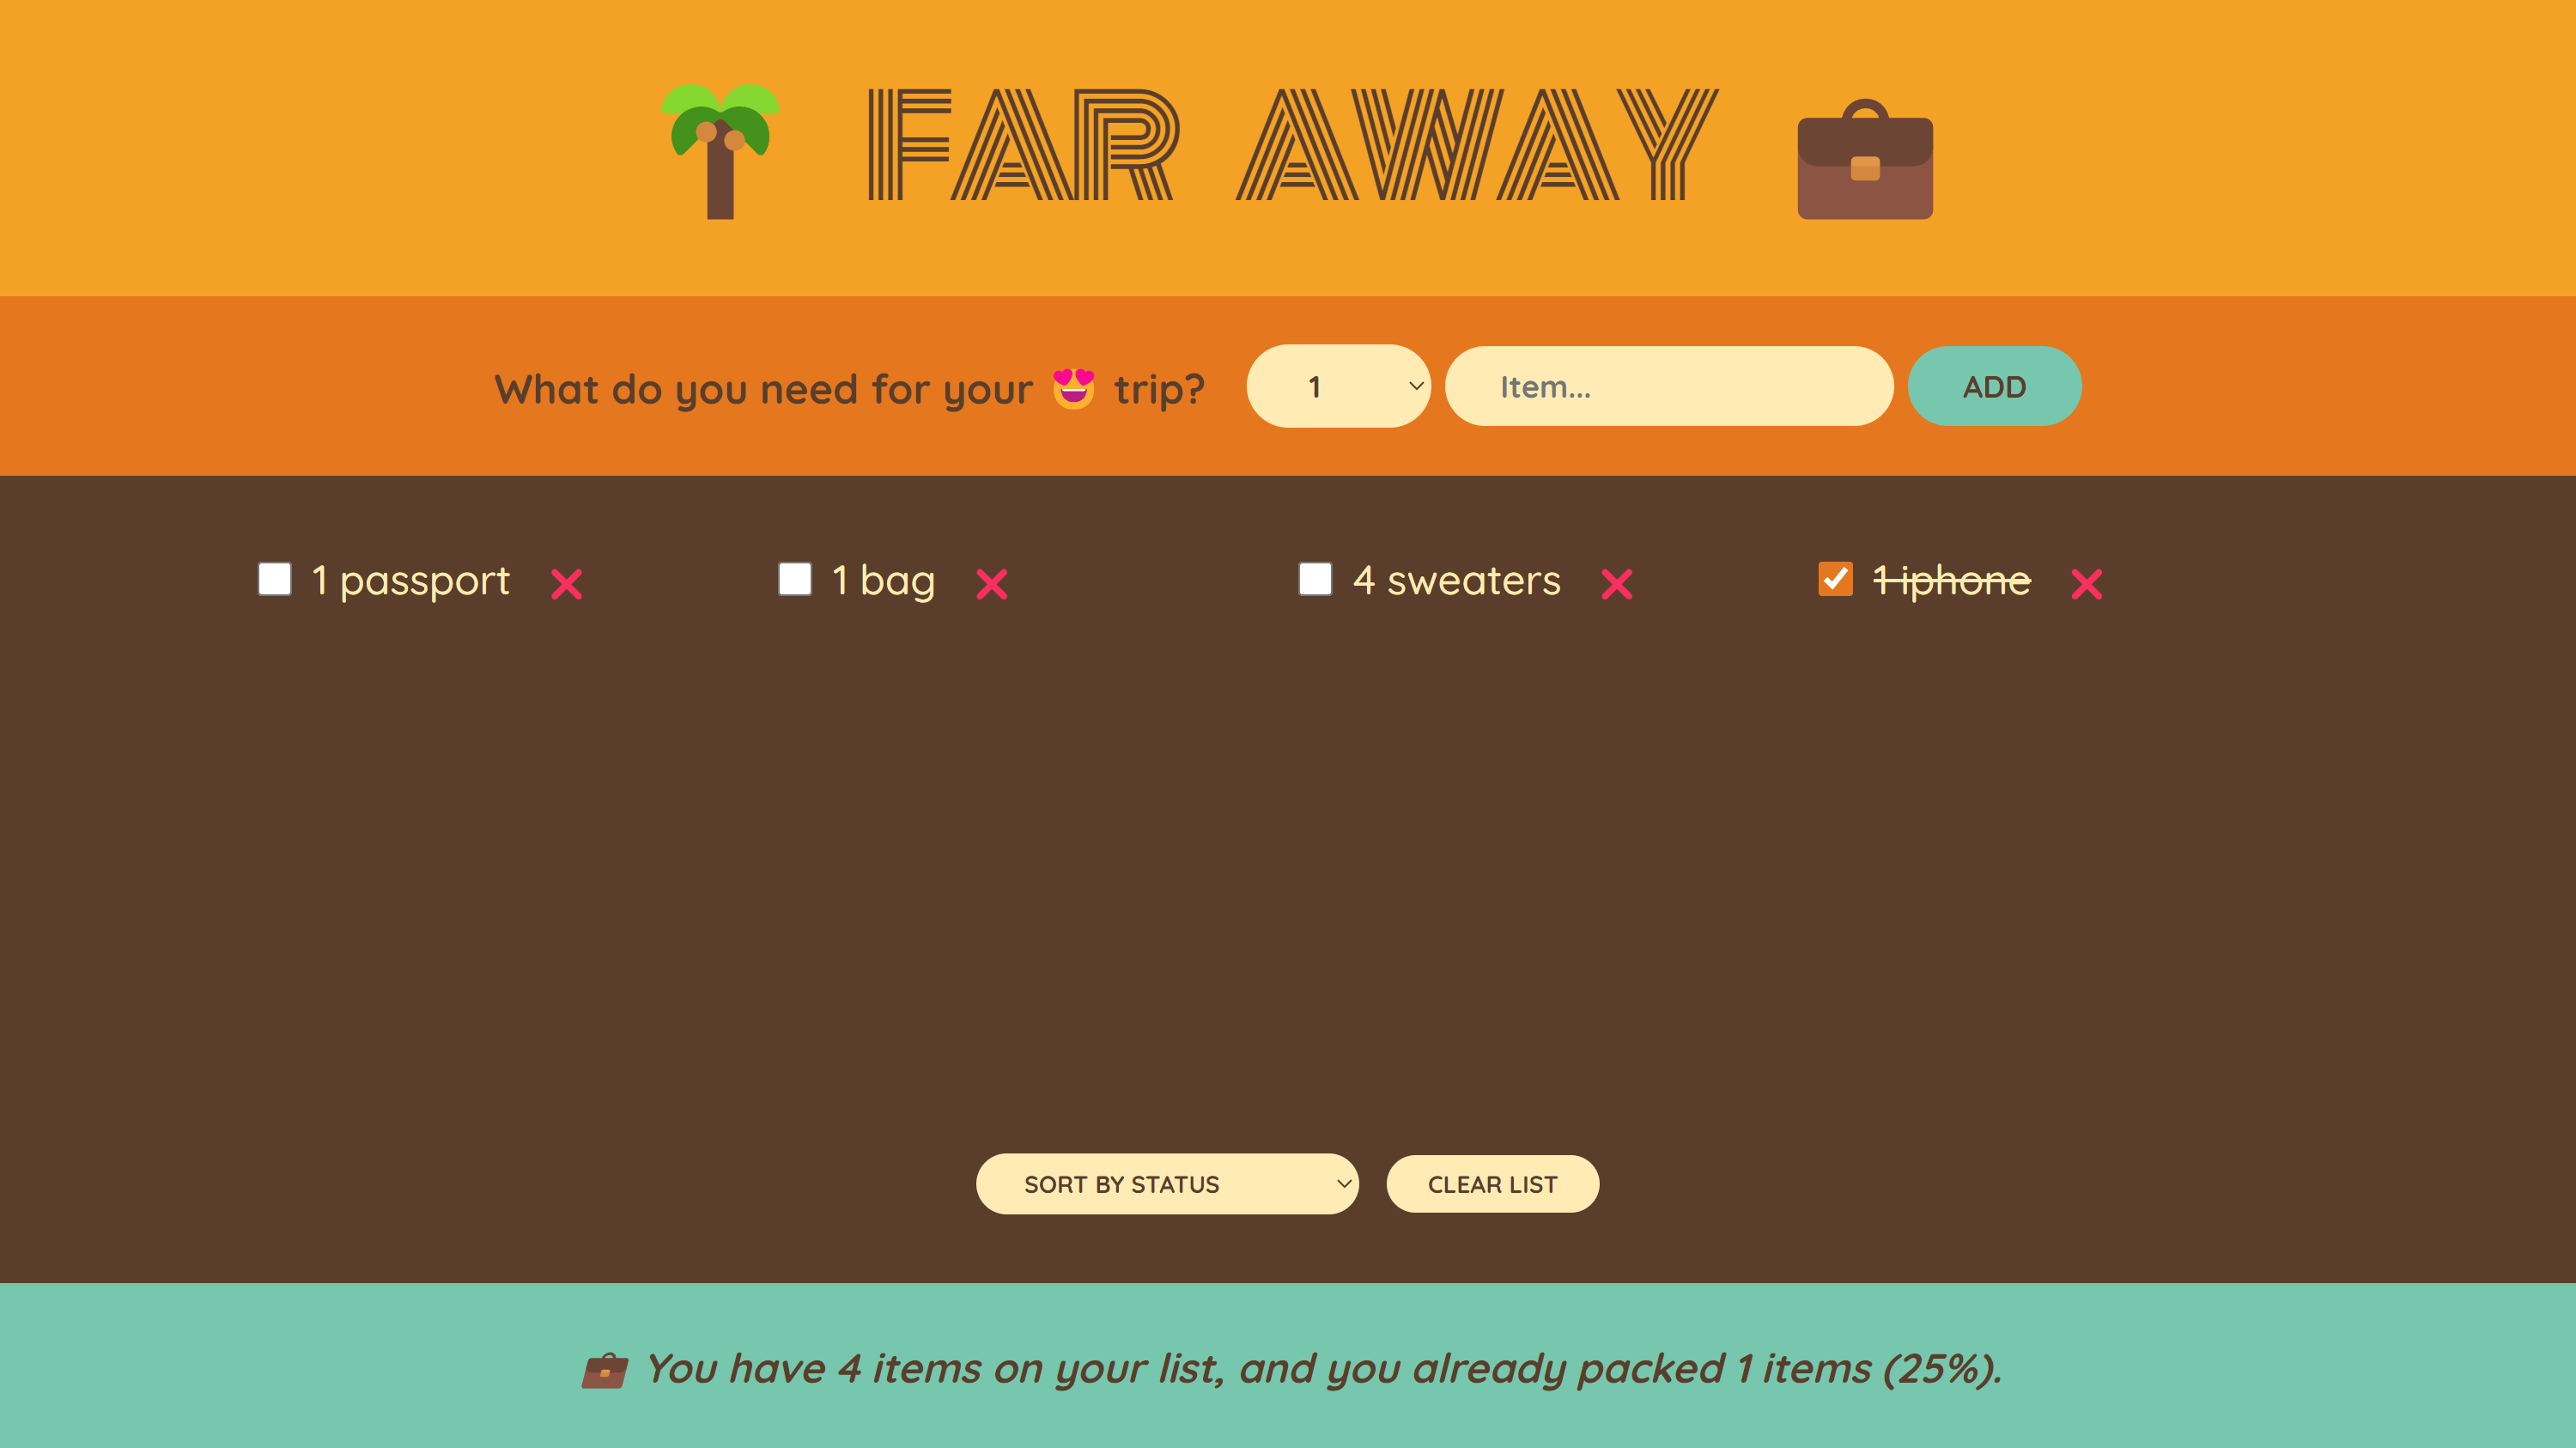 FAR AWAY
What do you need for your 😍 trip? 1 Item... ADD
1 passport ❌ 1 bag ❌ 4 sweaters ❌ 1 iphone ❌
SORT BY STATUS CLEAR LIST
You have 4 items on your list, and you already packed 1 items (25%).